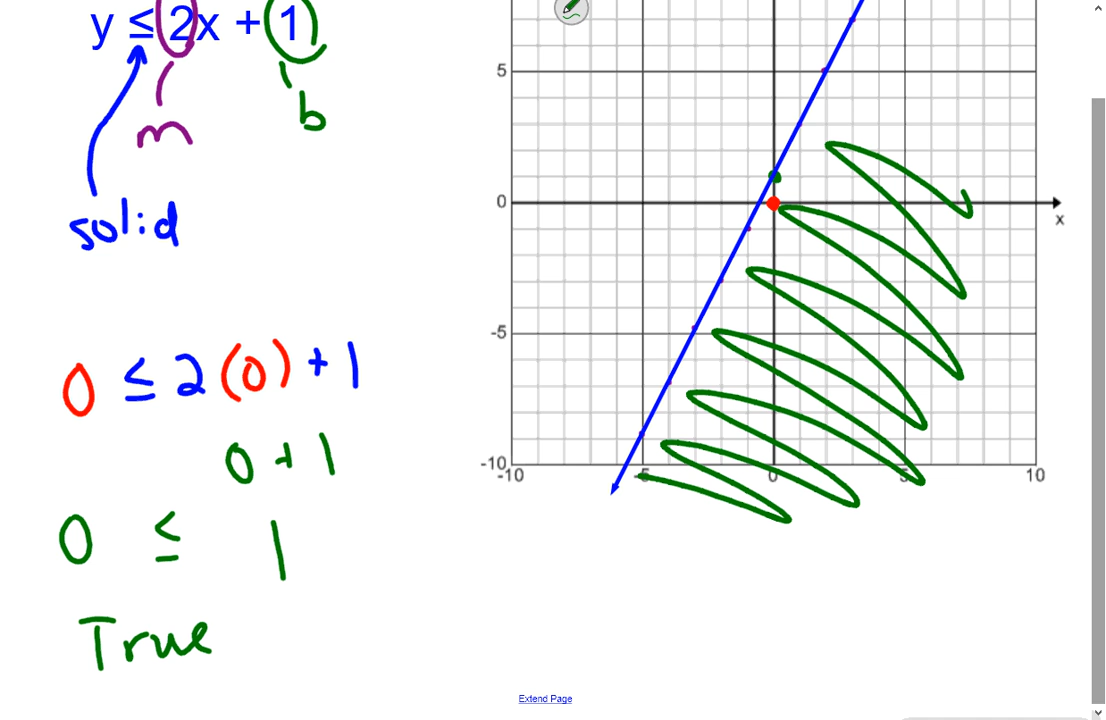 y ≤ 2x + 1
m
b
solid
0 ≤ 2(0) + 1
0 + 1
0 ≤ 1
True
5
0
-5
-10
-10
-5
0
5
10
x
Extend Page